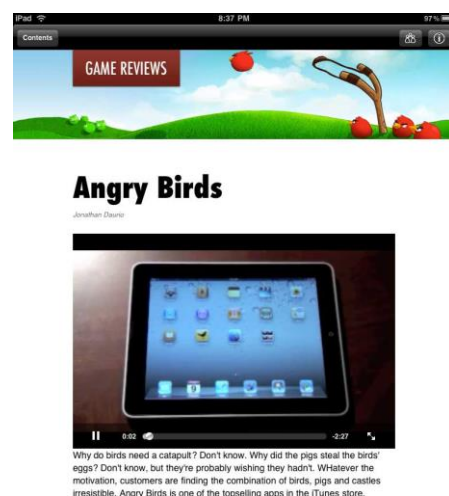 iPad 8:37 PM 97%
Contents
GAME REVIEWS
Angry Birds
Jonathan Daurio
0:02 -2:27
Why do birds need a catapult? Don't know. Why did the pigs steal the birds'
eggs? Don't know, but they're probably wishing they hadn't. WHatever the
motivation, customers are finding the combination of birds, pigs and castles
irresistible. Angry Birds is one of the topselling apps in the iTunes store.